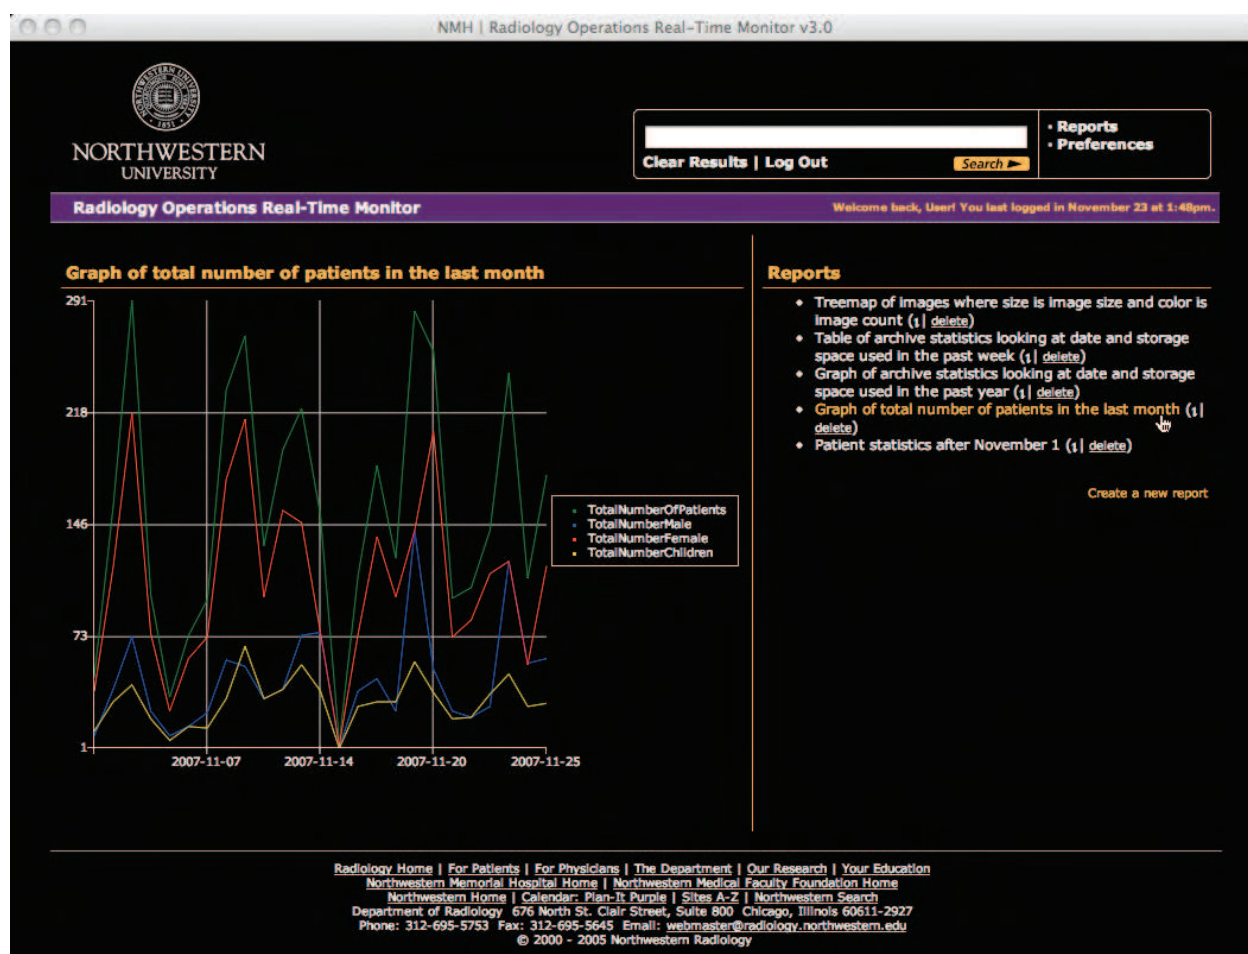 NMH | Radiology Operations Real-Time Monitor v3.0
NORTHWESTERN
UNIVERSITY
· Reports
· Preferences
Clear Results | Log Out
Search
Radiology Operations Real-Time Monitor
Welcome back, User! You last logged in November 23 at 1:48pm.
Graph of total number of patients in the last month
291
218
146
73
1
2007-11-07
2007-11-14
2007-11-20
2007-11-25
TotalNumberOfPatients
TotalNumberMale
TotalNumberFemale
TotalNumberChildren
Reports
• Treemap of images where size is image size and color is
image count (1| delete)
• Table of archive statistics looking at date and storage
space used in the past week (1| delete)
• Graph of archive statistics looking at date and storage
space used in the past year (1| delete)
• Graph of total number of patients in the last month (1|
delete)
• Patient statistics after November 1 (1| delete)
Create a new report
Radiology Home | For Patients | For Physicians | The Department | Our Research | Your Education
Northwestern Memorial Hospital Home | Northwestern Medical Faculty Foundation Home
Northwestern Home | Calendar: Plan-It Purple | Sites A-Z | Northwestern Search
Department of Radiology 676 North St. Clair Street, Suite 800 Chicago, Illinois 60611-2927
Phone: 312-695-5753 Fax: 312-695-5645 Email: webmaster@radiology.northwestern.edu
© 2000 - 2005 Northwestern Radiology